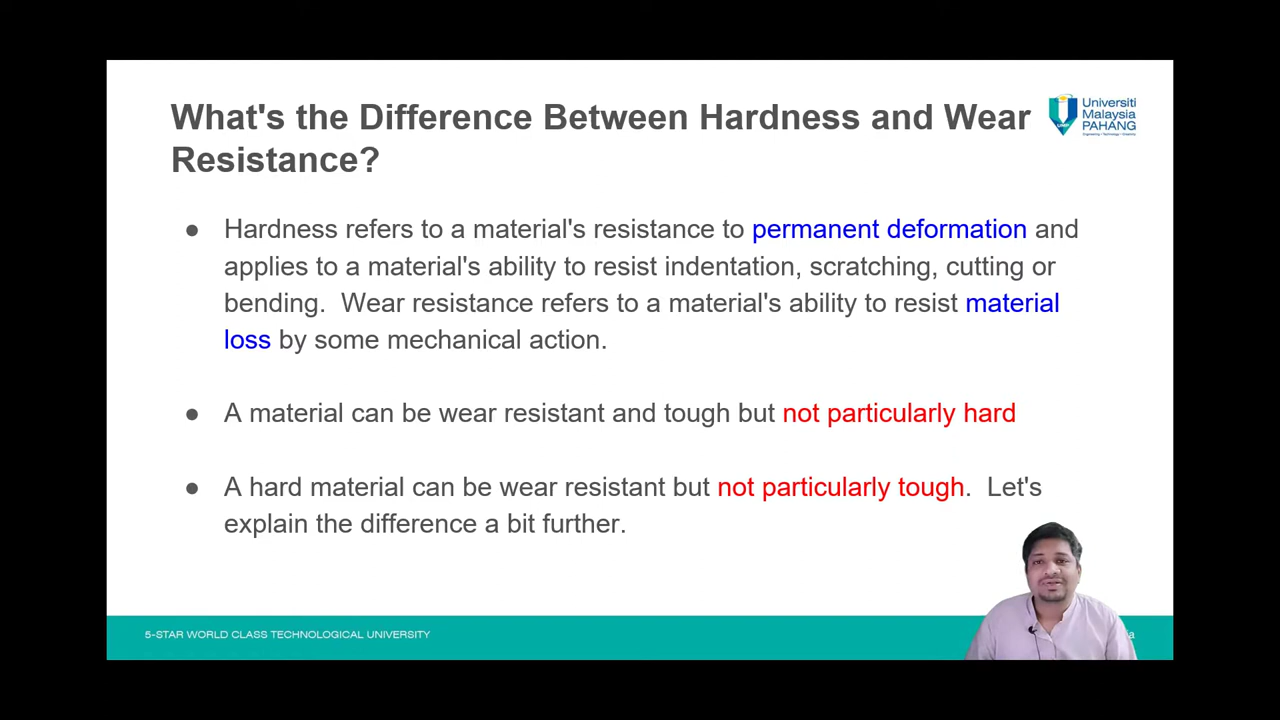 What's the Difference Between Hardness and Wear
Resistance?
Universiti
Malaysia
PAHANG
● Hardness refers to a material's resistance to permanent deformation and
applies to a material's ability to resist indentation, scratching, cutting or
bending. Wear resistance refers to a material's ability to resist material
loss by some mechanical action.
● A material can be wear resistant and tough but not particularly hard
● A hard material can be wear resistant but not particularly tough. Let's
explain the difference a bit further.
5-STAR WORLD CLASS TECHNOLOGICAL UNIVERSITY